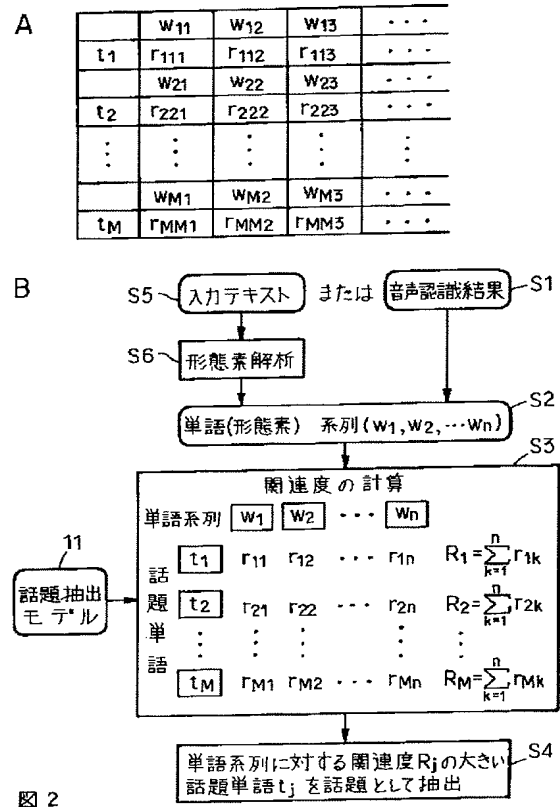 A
w11 w12 w13 ・・・
t1 r111 r112 r113 ・・・
w21 w22 w23 ・・・
t2 r221 r222 r223 ・・・
wM1 wM2 wM3 ・・・
tM rMM1 rMM2 rMM3 ・・・
B
S5 入力テキスト または 音声認識結果 S1
S6 形態素解析
S2
単語(形態素) 系列(w1,w2,…wn)
S3
関連度の計算
単語系列 w1 w2 ・・・ wn
11
話題抽出
モデル
話題単語
t1 r11 r12 r1n R1=∑k=1n r1k
t2 r21 r22 ・・・ r2n R2=∑k=1n r2k
tM rM1 rM2 ・・・ rMn RM=∑k=1n rMk
S4
単語系列に対する関連度Rjの大きい
話題単語tjを話題として抽出
図2